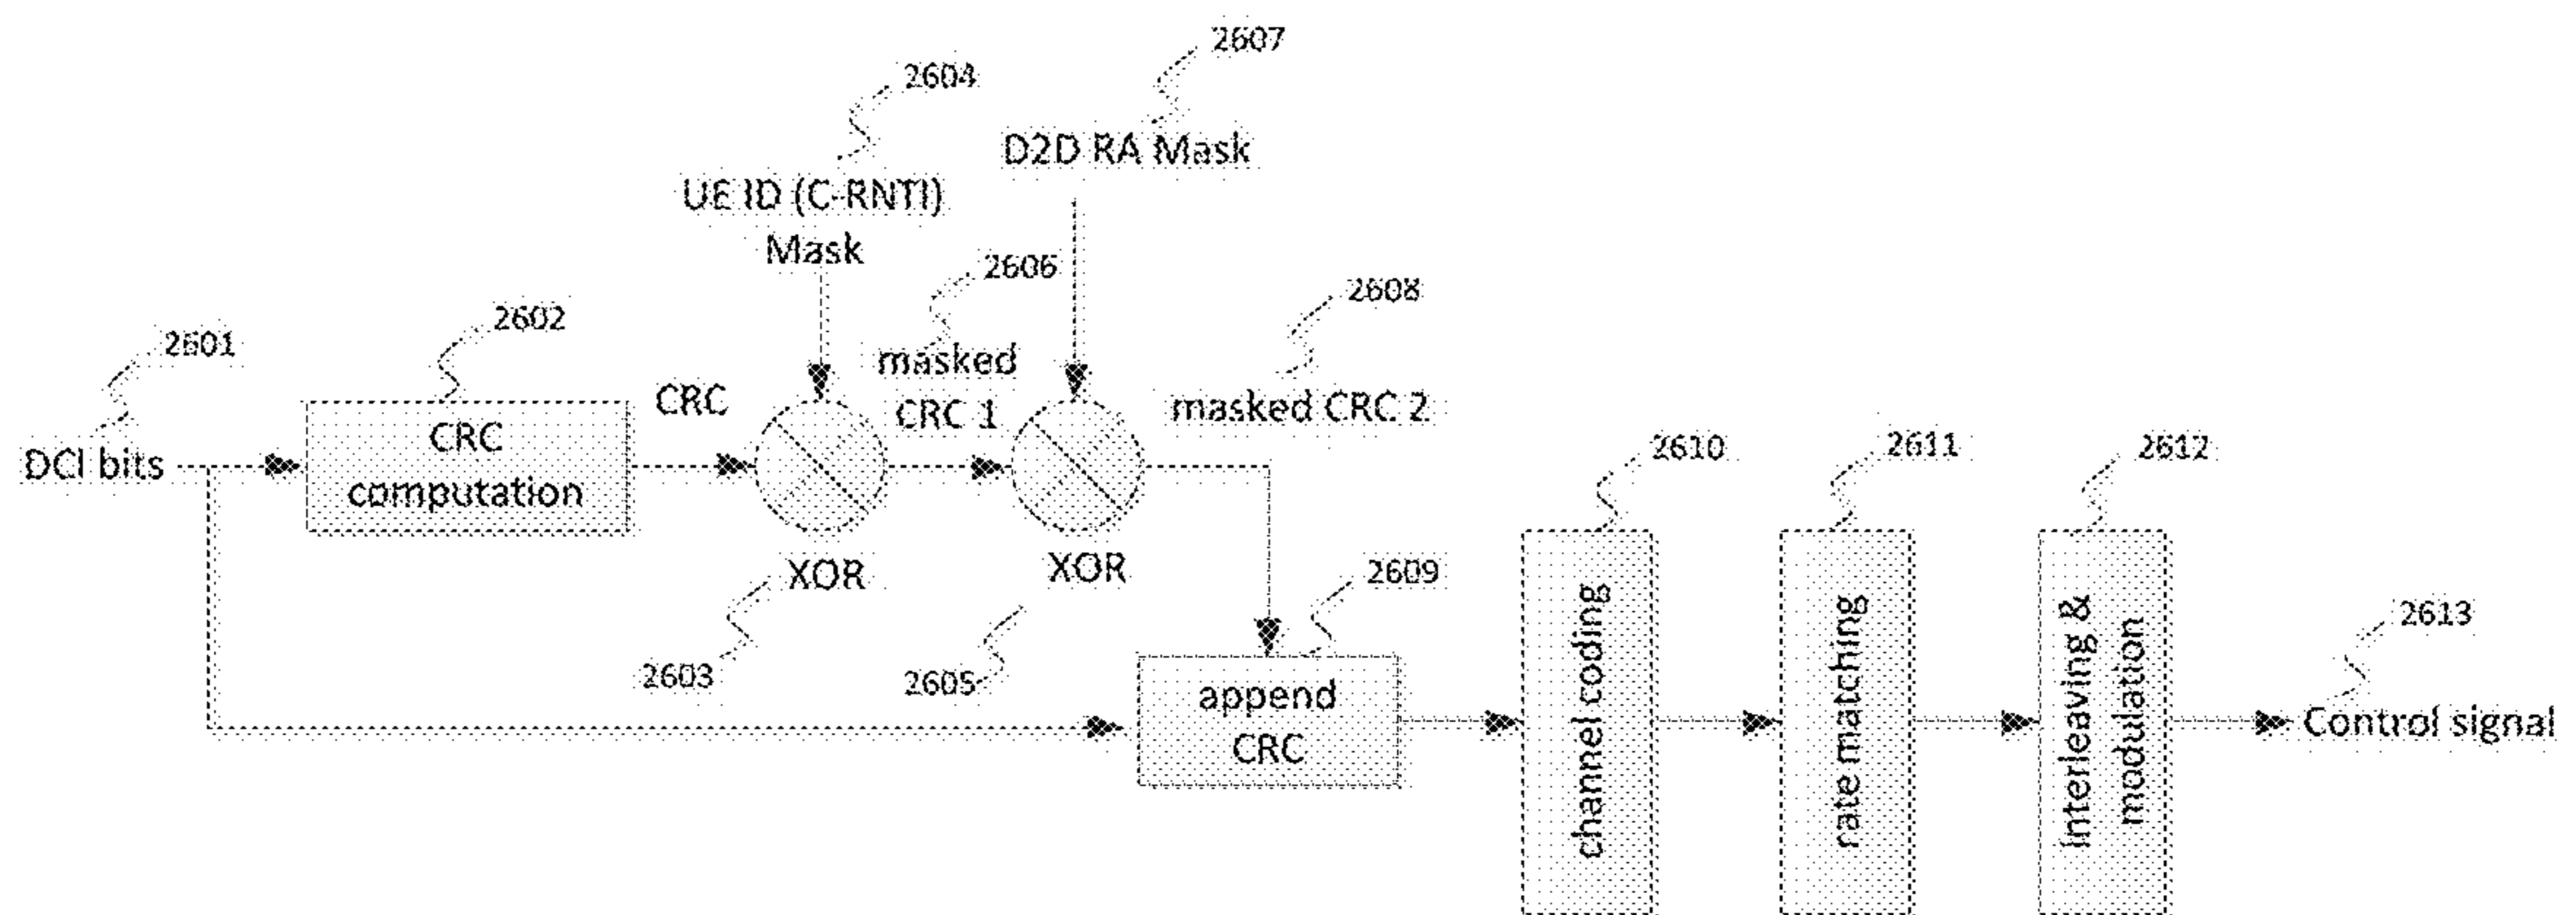 2607
2604
D2D RA Mask
UE ID (C-RNTI)
Mask
2606
2608
2602
2601
masked
CRC 1
CRC
masked CRC 2
CRC
computation
DCI bits
2610
2611
2612
XOR
XOR
2609
2603
2605
append
CRC
channel coding
rate matching
Interleaving &
modulation
2613
Control signal